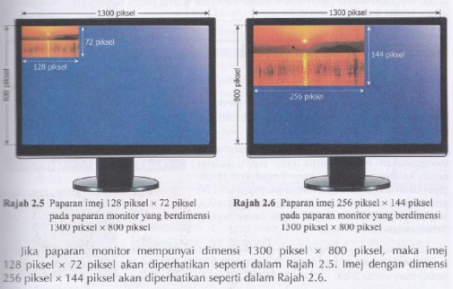 1300 piksel
1300 piksel
72 piksel
128 piksel
144 piksel
256 piksel
800 piksel
800 piksel
Rajah 2.5 Paparan imej 128 piksel × 72 piksel
pada paparan monitor yang berdimensi
1300 piksel × 800 piksel
Rajah 2.6 Paparan imej 256 piksel × 144 piksel
pada paparan monitor yang berdimensi
1300 piksel × 800 piksel
Jika paparan monitor mempunyai dimensi 1300 piksel × 800 piksel, maka imej
128 piksel × 72 piksel akan diperhatikan seperti dalam Rajah 2.5. Imej dengan dimensi
256 piksel × 144 piksel akan diperhatikan seperti dalam Rajah 2.6.